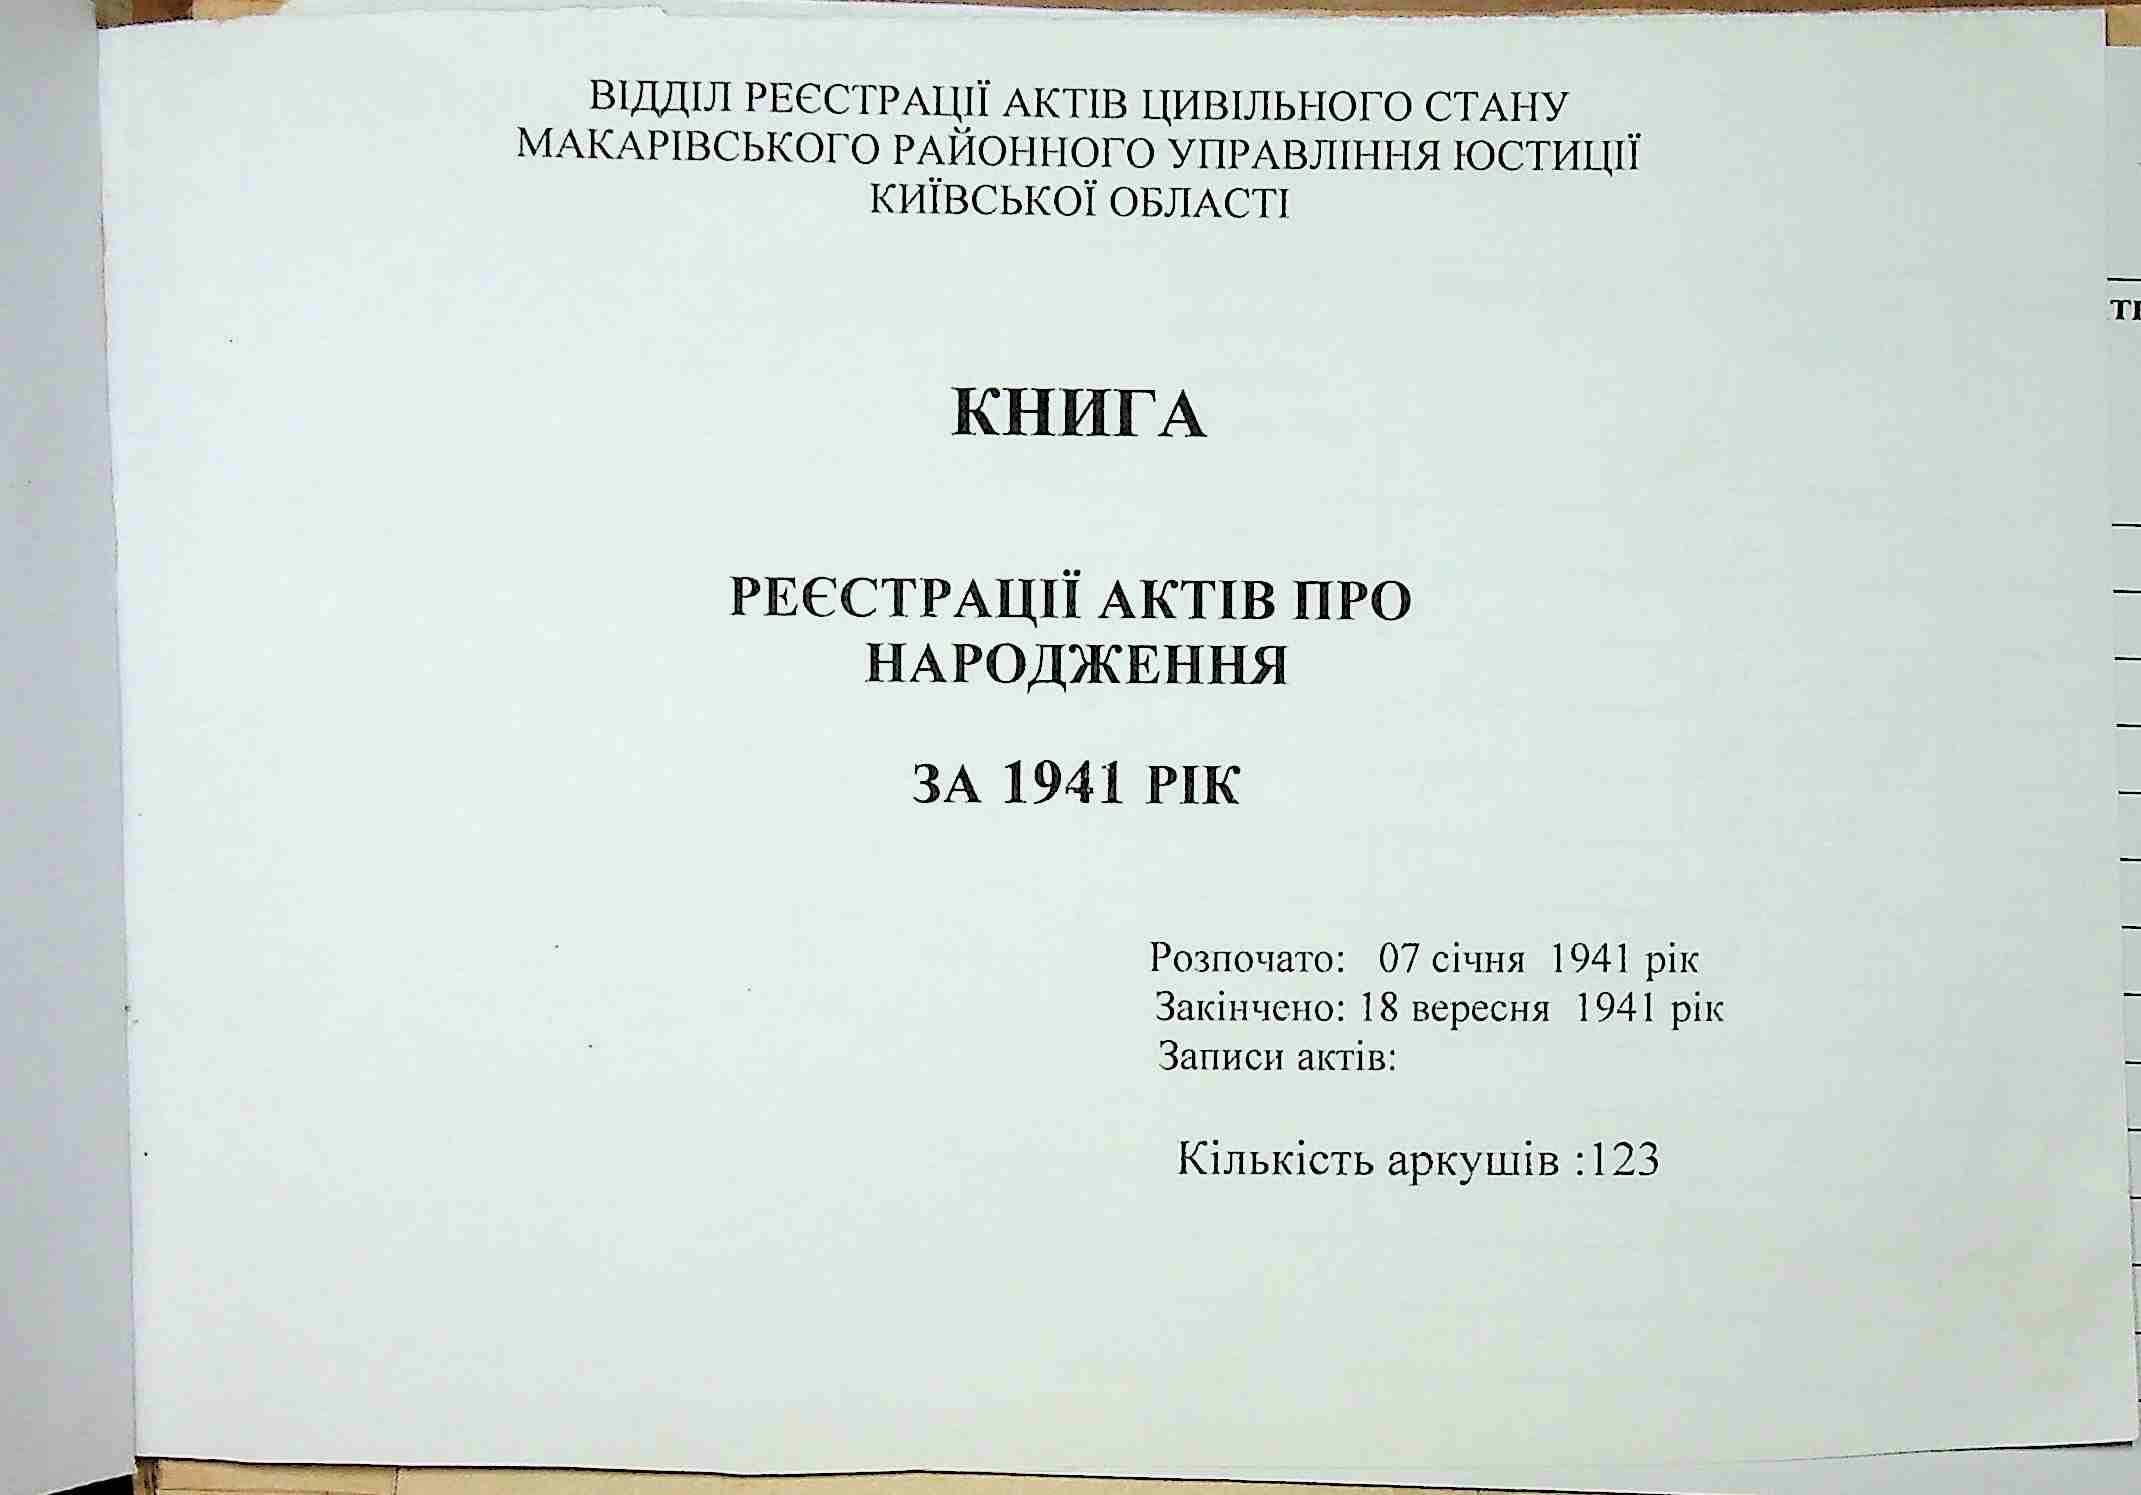 ВІДДІЛ РЕЄСТРАЦІЇ АКТІВ ЦИВІЛЬНОГО СТАНУ
МАКАРІВСЬКОГО РАЙОННОГО УПРАВЛІННЯ ЮСТИЦІЇ
КИЇВСЬКОЇ ОБЛАСТІ
КНИГА
РЕЄСТРАЦІЇ АКТІВ ПРО
НАРОДЖЕННЯ
ЗА 1941 РІК
Розпочато: 07 січня 1941 рік
Закінчено: 18 вересня 1941 рік
Записи актів:
Кількість аркушів :123